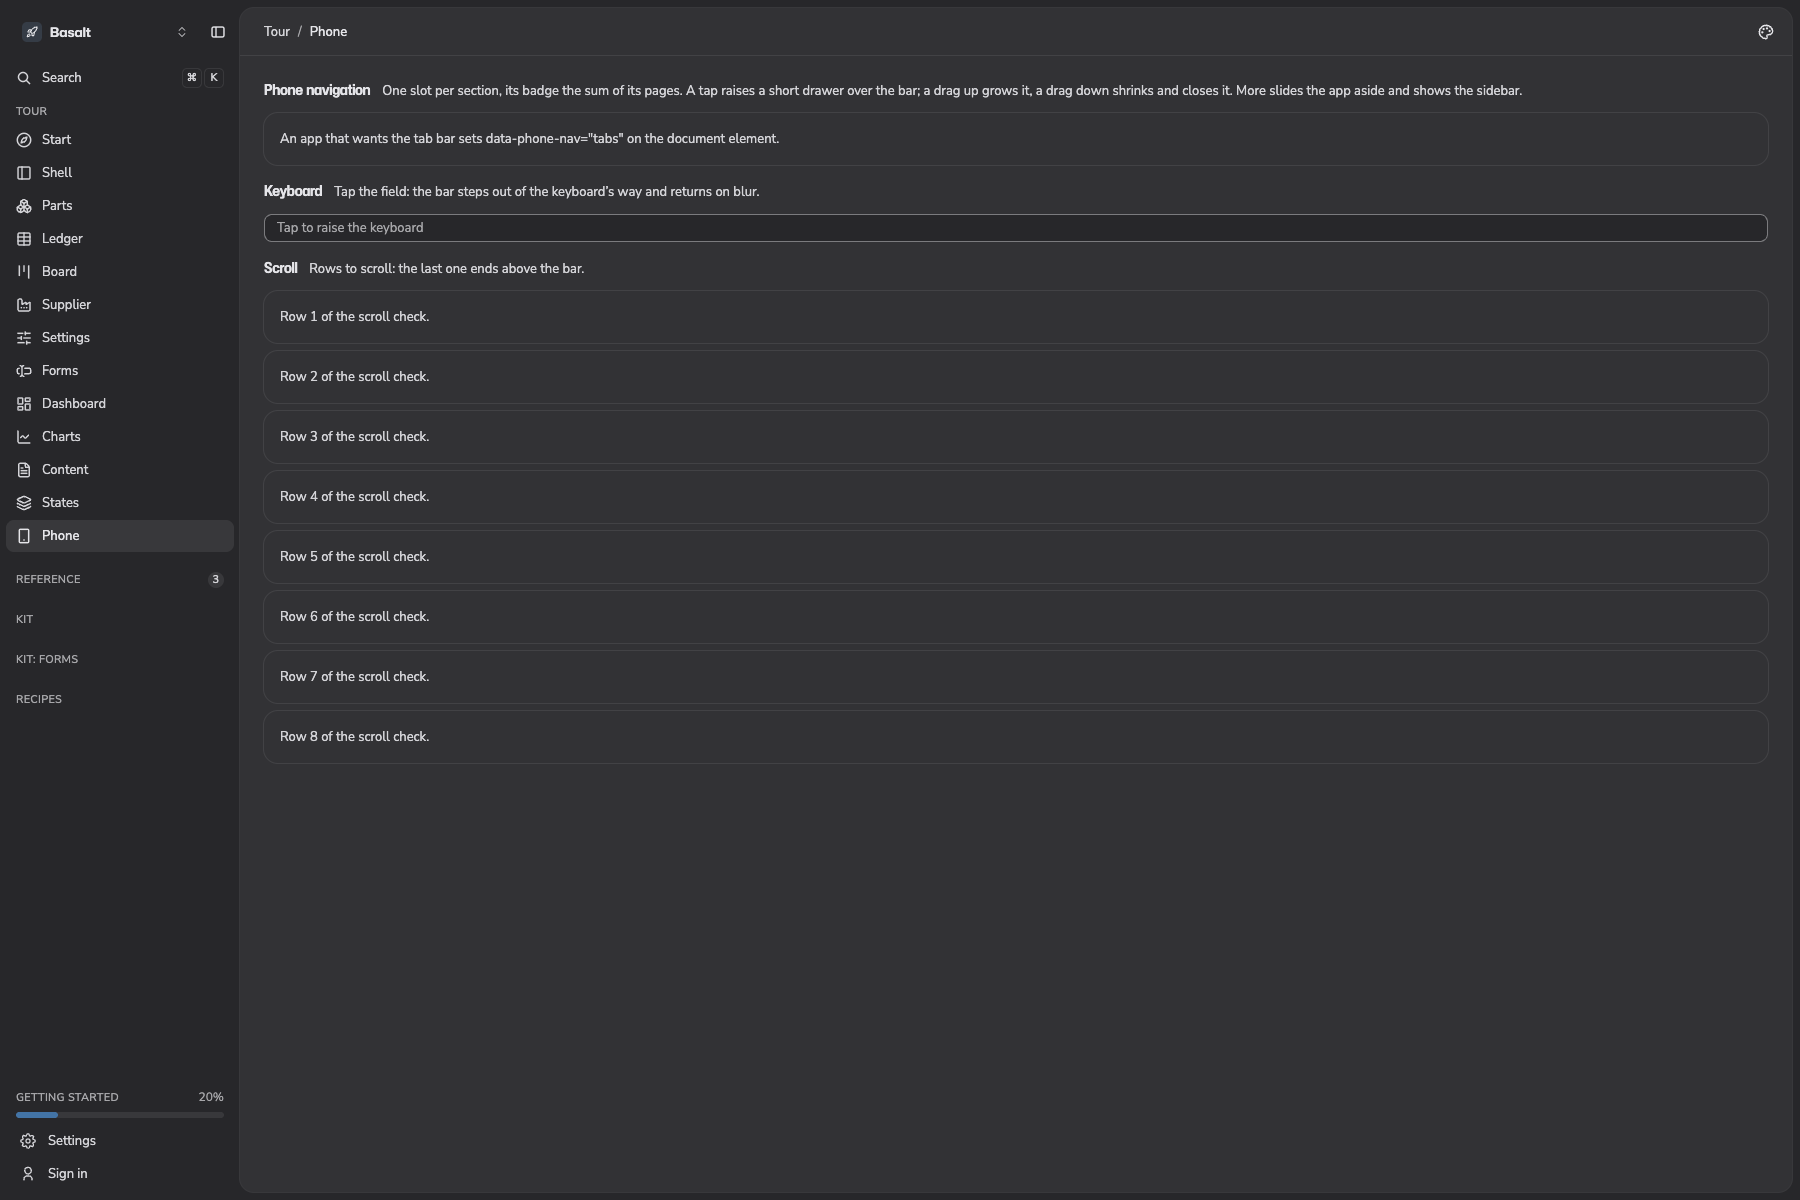 Basalt
Search ⌘ K
TOUR
Start
Shell
Parts
Ledger
Board
Supplier
Settings
Forms
Dashboard
Charts
Content
States
Phone
REFERENCE 3
KIT
KIT: FORMS
RECIPES
GETTING STARTED 20%
Settings
Sign in
Tour / Phone
Phone navigation One slot per section, its badge the sum of its pages. A tap raises a short drawer over the bar; a drag up grows it, a drag down shrinks and closes it. More slides the app aside and shows the sidebar.
An app that wants the tab bar sets data-phone-nav="tabs" on the document element.
Keyboard Tap the field: the bar steps out of the keyboard’s way and returns on blur.
Tap to raise the keyboard
Scroll Rows to scroll: the last one ends above the bar.
Row 1 of the scroll check.
Row 2 of the scroll check.
Row 3 of the scroll check.
Row 4 of the scroll check.
Row 5 of the scroll check.
Row 6 of the scroll check.
Row 7 of the scroll check.
Row 8 of the scroll check.